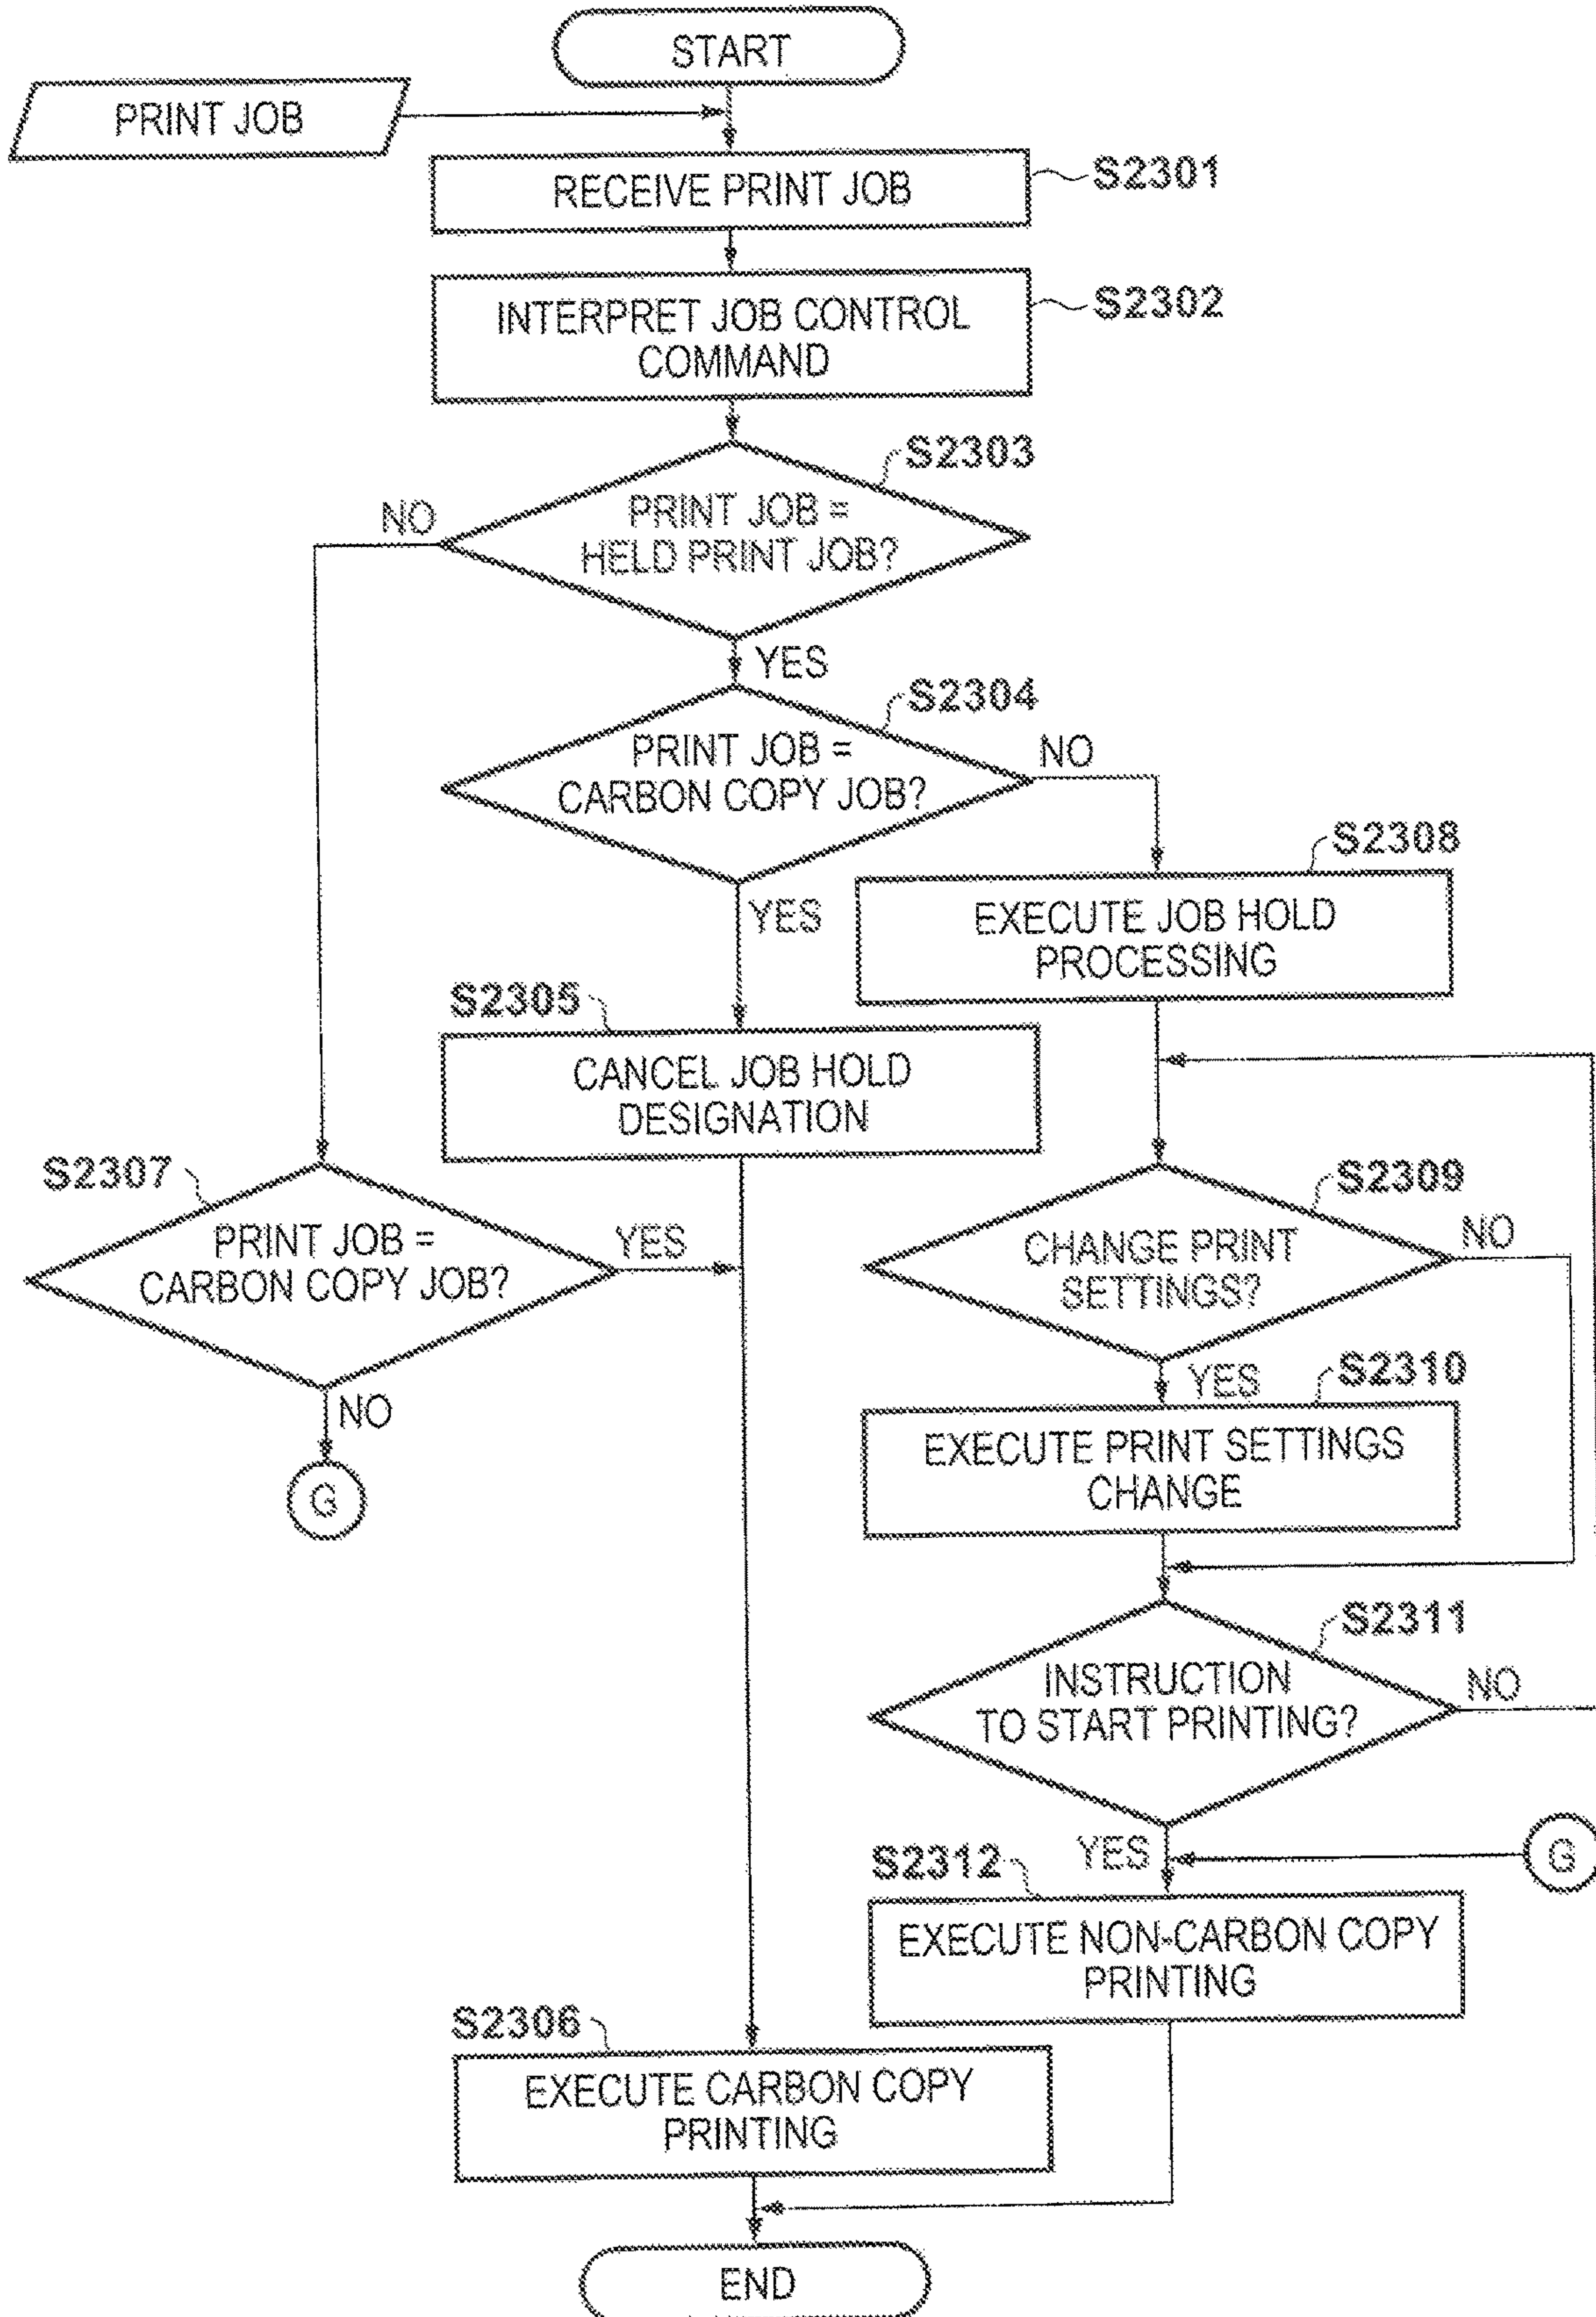 START
PRINT JOB
RECEIVE PRINT JOB
S2301
INTERPRET JOB CONTROL
COMMAND
S2302
S2303
PRINT JOB =
HELD PRINT JOB?
NO
YES
S2304
PRINT JOB =
CARBON COPY JOB?
NO
YES
S2308
EXECUTE JOB HOLD
PROCESSING
S2305
CANCEL JOB HOLD
DESIGNATION
S2307
PRINT JOB =
CARBON COPY JOB?
YES
NO
G
S2309
CHANGE PRINT
SETTINGS?
NO
YES
S2310
EXECUTE PRINT SETTINGS
CHANGE
S2311
INSTRUCTION
TO START PRINTING?
NO
YES
G
S2312
EXECUTE NON-CARBON COPY
PRINTING
S2306
EXECUTE CARBON COPY
PRINTING
END